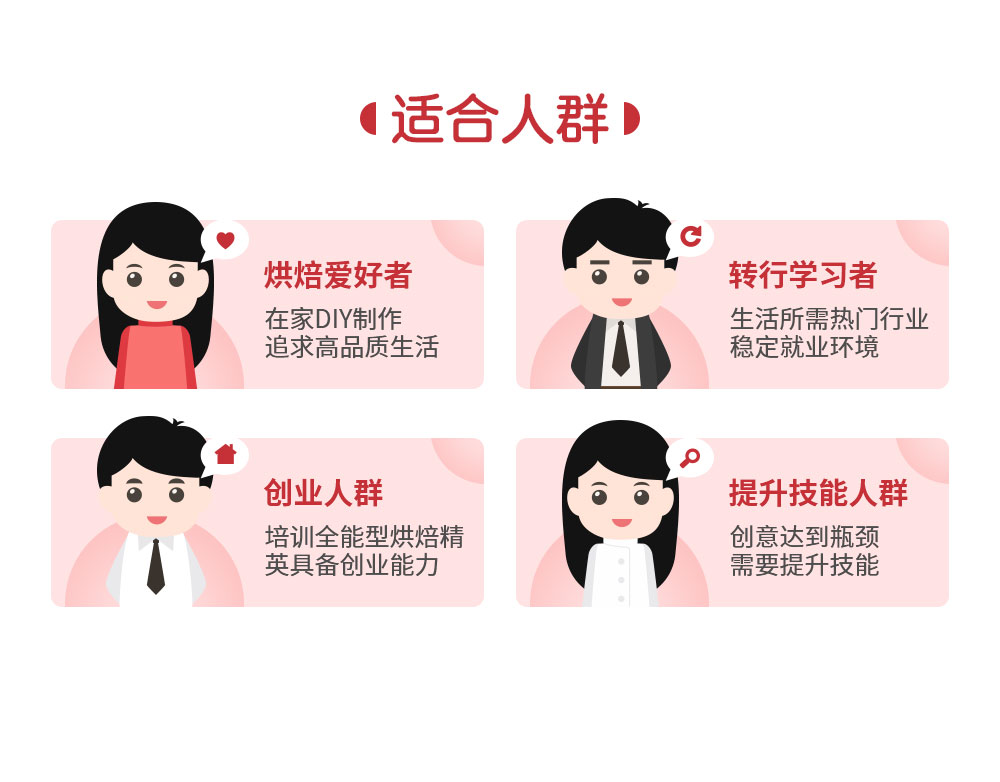 适合人群
烘焙爱好者
在家DIY制作
追求高品质生活
转行学习者
生活所需热门行业
稳定就业环境
创业人群
培训全能型烘焙精
英具备创业能力
提升技能人群
创意达到瓶颈
需要提升技能